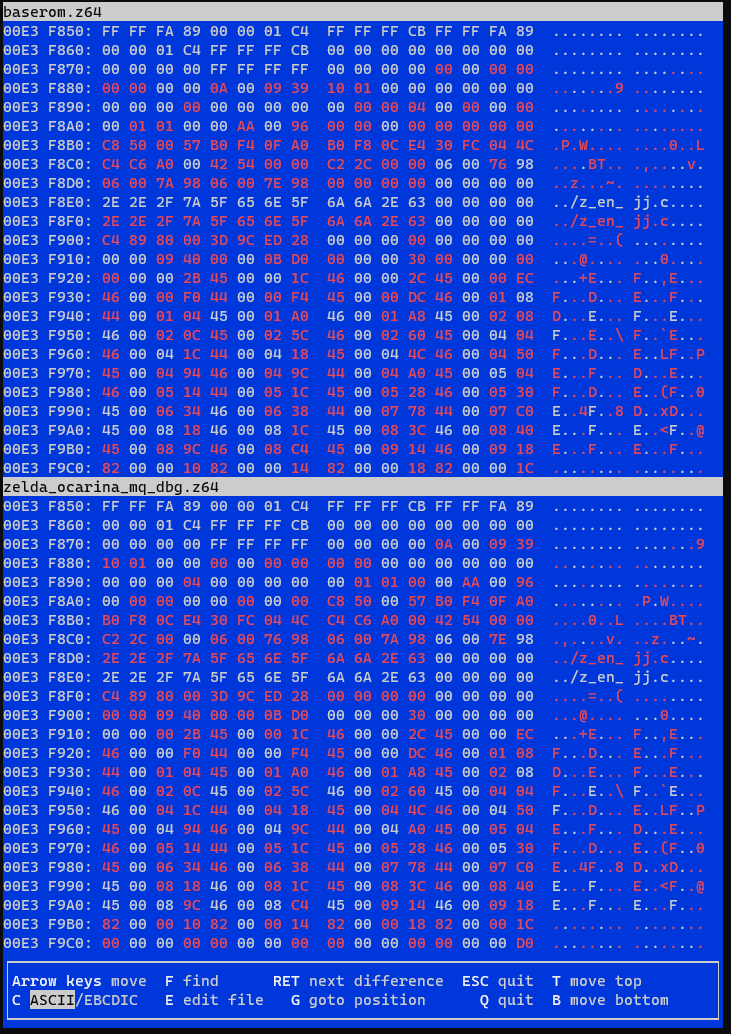 baserom.z64
00E3 F850: FF FF FA 89 00 00 01 C4  FF FF FF CB FF FF FA 89  ........ ........
00E3 F860: 00 00 01 C4 FF FF FF CB  00 00 00 00 00 00 00 00  ........ ........
00E3 F870: 00 00 00 00 FF FF FF FF  00 00 00 00 00 00 00 00  ........ ........
00E3 F880: 00 00 00 00 0A 00 09 39  10 01 00 00 00 00 00 00  .......9 ........
00E3 F890: 00 00 00 00 00 00 00 00  00 00 00 04 00 00 00 00  ........ ........
00E3 F8A0: 00 01 01 00 00 AA 00 96  00 00 00 00 00 00 00 00  ........ ........
00E3 F8B0: C8 50 00 57 B0 F4 0F A0  B0 F8 0C E4 30 FC 04 4C  .P.W.... ....0..L
00E3 F8C0: C4 C6 A0 00 42 54 00 00  C2 2C 00 00 06 00 76 98  ....BT.. .,....v.
00E3 F8D0: 06 00 7A 98 06 00 7E 98  00 00 00 00 00 00 00 00  ..z...~. ........
00E3 F8E0: 2E 2E 2F 7A 5F 65 6E 5F  6A 6A 2E 63 00 00 00 00  ../z_en_ jj.c....
00E3 F8F0: 2E 2E 2F 7A 5F 65 6E 5F  6A 6A 2E 63 00 00 00 00  ../z_en_ jj.c....
00E3 F900: C4 89 80 00 3D 9C ED 28  00 00 00 00 00 00 00 00  ....=..( ........
00E3 F910: 00 00 09 40 00 00 0B D0  00 00 00 30 00 00 00 00  ...@.... ...0....
00E3 F920: 00 00 00 2B 45 00 00 1C  46 00 00 2C 45 00 00 EC  ...+E... F..,E...
00E3 F930: 46 00 00 F0 44 00 00 F4  45 00 00 DC 46 00 01 08  F...D... E...F...
00E3 F940: 44 00 01 04 45 00 01 A0  46 00 01 A8 45 00 02 08  D...E... F...E...
00E3 F950: 46 00 02 0C 45 00 02 5C  46 00 02 60 45 00 04 04  F...E..\ F..`E...
00E3 F960: 46 00 04 1C 44 00 04 18  45 00 04 4C 46 00 04 50  F...D... E..LF..P
00E3 F970: 45 00 04 94 46 00 04 9C  44 00 04 A0 45 00 05 04  E...F... D...E...
00E3 F980: 46 00 05 14 44 00 05 1C  45 00 05 28 46 00 05 30  F...D... E..(F..0
00E3 F990: 45 00 06 34 46 00 06 38  44 00 07 78 44 00 07 C0  E..4F..8 D..xD...
00E3 F9A0: 45 00 08 18 46 00 08 1C  45 00 08 3C 46 00 08 40  E...F... E..<F..@
00E3 F9B0: 45 00 08 9C 46 00 08 C4  45 00 09 14 46 00 09 18  E...F... E...F...
00E3 F9C0: 82 00 00 10 82 00 00 14  82 00 00 18 82 00 00 1C  ........ ........
zelda_ocarina_mq_dbg.z64
00E3 F850: FF FF FA 89 00 00 01 C4  FF FF FF CB FF FF FA 89  ........ ........
00E3 F860: 00 00 01 C4 FF FF FF CB  00 00 00 00 00 00 00 00  ........ ........
00E3 F870: 00 00 00 00 FF FF FF FF  00 00 00 00 0A 00 09 39  ........ .......9
00E3 F880: 10 01 00 00 00 00 00 00  00 00 00 00 00 00 00 00  ........ ........
00E3 F890: 00 00 00 04 00 00 00 00  00 01 01 00 00 AA 00 96  ........ ........
00E3 F8A0: 00 00 00 00 00 00 00 00  C8 50 00 57 B0 F4 0F A0  ........ .P.W....
00E3 F8B0: B0 F8 0C E4 30 FC 04 4C  C4 C6 A0 00 42 54 00 00  ....0..L ....BT..
00E3 F8C0: C2 2C 00 00 06 00 76 98  06 00 7A 98 06 00 7E 98  .,....v. ..z...~.
00E3 F8D0: 2E 2E 2F 7A 5F 65 6E 5F  6A 6A 2E 63 00 00 00 00  ../z_en_ jj.c....
00E3 F8E0: 2E 2E 2F 7A 5F 65 6E 5F  6A 6A 2E 63 00 00 00 00  ../z_en_ jj.c....
00E3 F8F0: C4 89 80 00 3D 9C ED 28  00 00 00 00 00 00 00 00  ....=..( ........
00E3 F900: 00 00 09 40 00 00 0B D0  00 00 00 30 00 00 00 00  ...@.... ...0....
00E3 F910: 00 00 00 2B 45 00 00 1C  46 00 00 2C 45 00 00 EC  ...+E... F..,E...
00E3 F920: 46 00 00 F0 44 00 00 F4  45 00 00 DC 46 00 01 08  F...D... E...F...
00E3 F930: 44 00 01 04 45 00 01 A0  46 00 01 A8 45 00 02 08  D...E... F...E...
00E3 F940: 46 00 02 0C 45 00 02 5C  46 00 02 60 45 00 04 04  F...E..\ F..`E...
00E3 F950: 46 00 04 1C 44 00 04 18  45 00 04 4C 46 00 04 50  F...D... E..LF..P
00E3 F960: 45 00 04 94 46 00 04 9C  44 00 04 A0 45 00 05 04  E...F... D...E...
00E3 F970: 46 00 05 14 44 00 05 1C  45 00 05 28 46 00 05 30  F...D... E..(F..0
00E3 F980: 45 00 06 34 46 00 06 38  44 00 07 78 44 00 07 C0  E..4F..8 D..xD...
00E3 F990: 45 00 08 18 46 00 08 1C  45 00 08 3C 46 00 08 40  E...F... E..<F..@
00E3 F9A0: 45 00 08 9C 46 00 08 C4  45 00 09 14 46 00 09 18  E...F... E...F...
00E3 F9B0: 82 00 00 10 82 00 00 14  82 00 00 18 82 00 00 1C  ........ ........
00E3 F9C0: 00 00 00 00 00 00 00 00  00 00 00 00 00 00 00 D0  ........ ........
Arrow keys move  F find      RET next difference  ESC quit  T move top
C ASCII/EBCDIC   E edit file   G goto position      Q quit  B move bottom